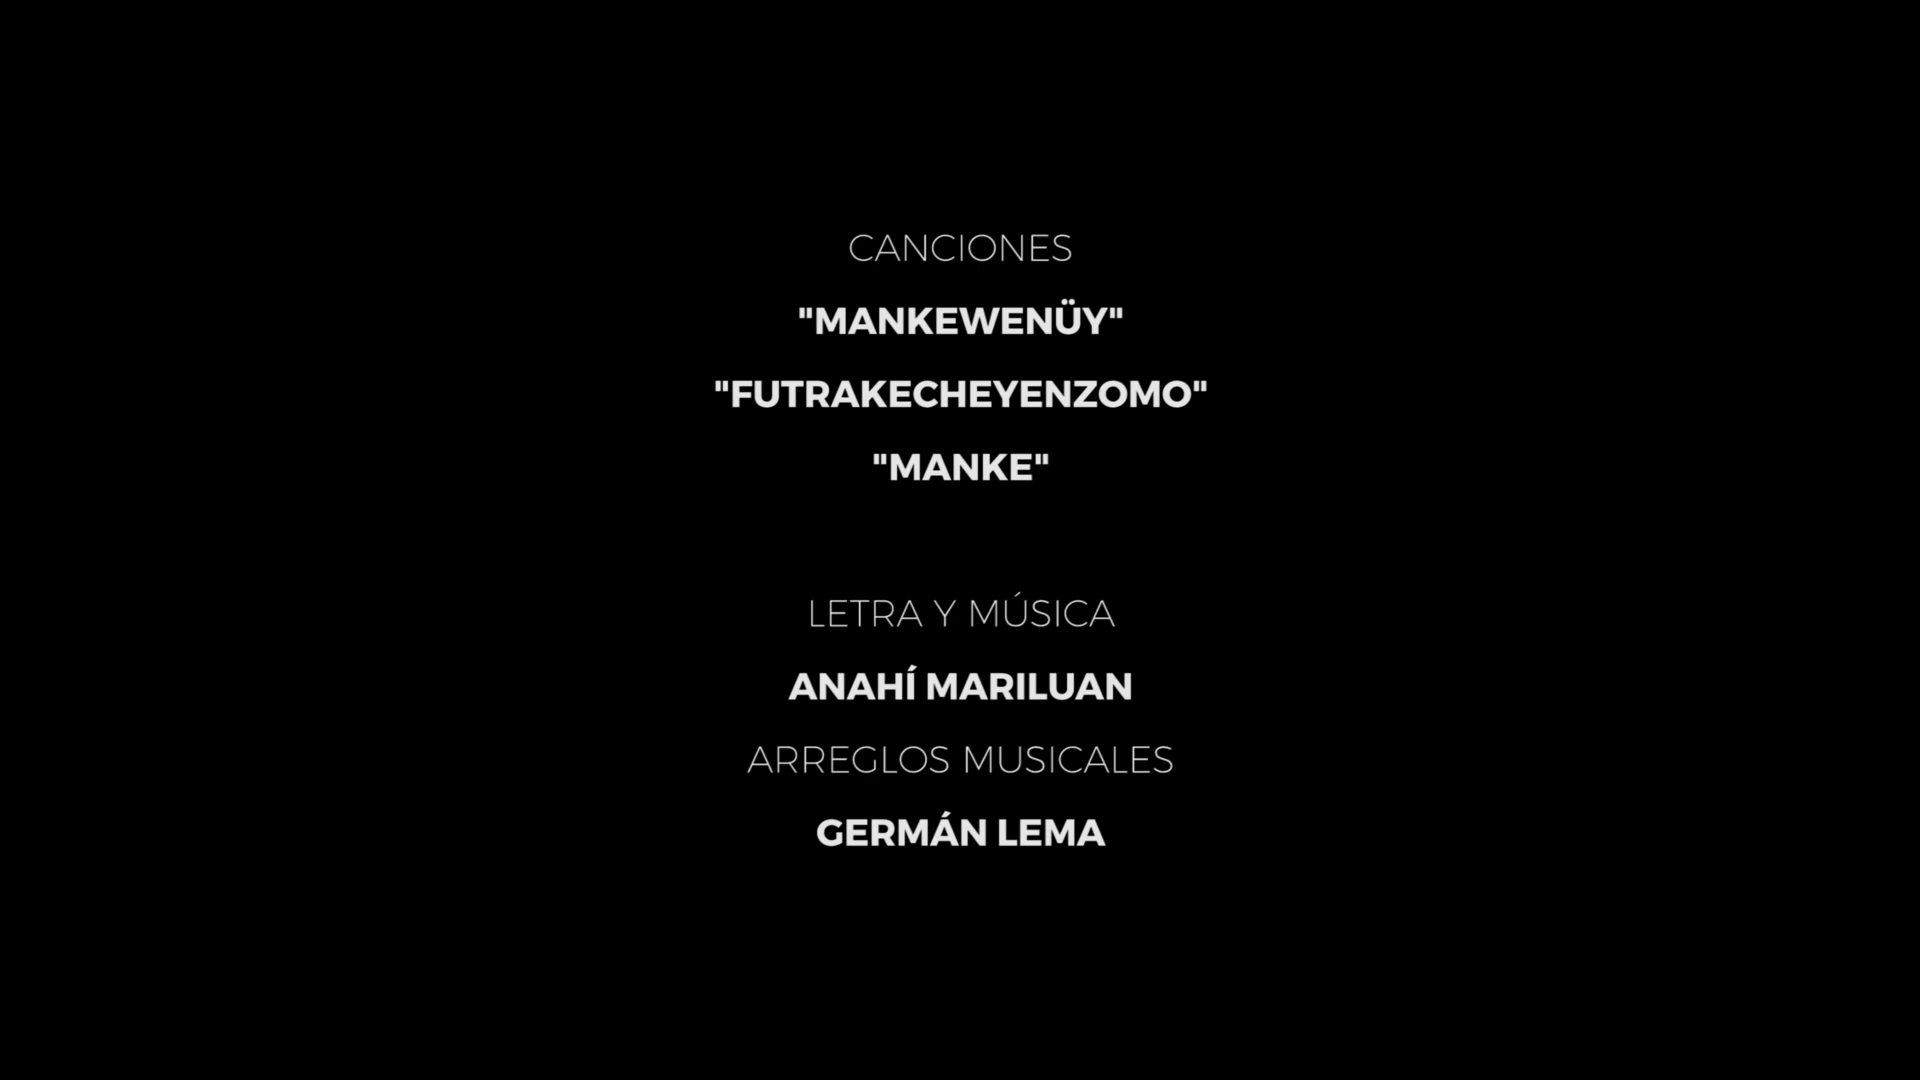 CANCIONES
"MANKEWENÜY"
"FUTRAKECHEYENZOMO"
"MANKE"
LETRA Y MÚSICA
ANAHÍ MARILUAN
ARREGLOS MUSICALES
GERMÁN LEMA